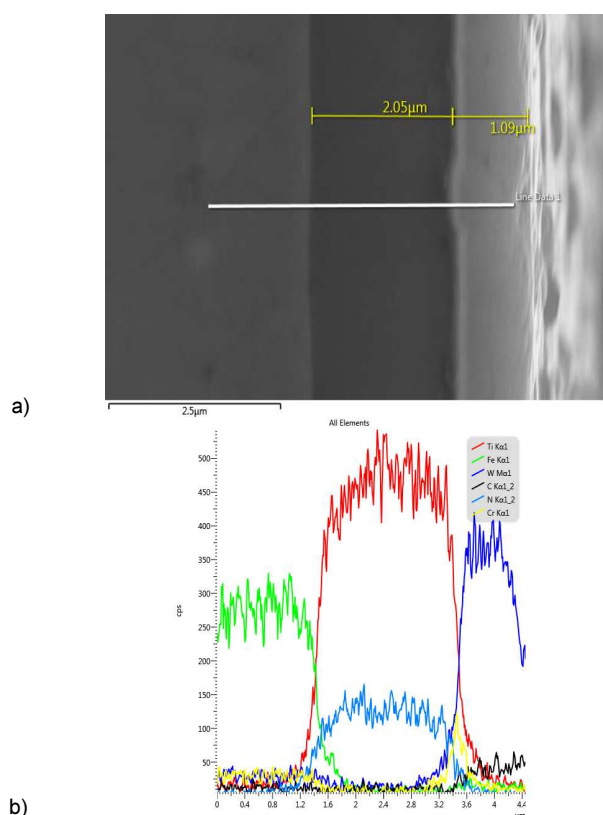 2.05µm
1.09µm
Line Data 1
a)
2.5µm
All Elements
Ti Kα1
Fe Kα1
W Mα1
C Kα1_2
N Kα1_2
Cr Kα1
500
450
400
350
300
250
200
150
100
50
cps
0 0.4 0.8 1.2 1.6 2 2.4 2.8 3.2 3.6 4 4.4
b)